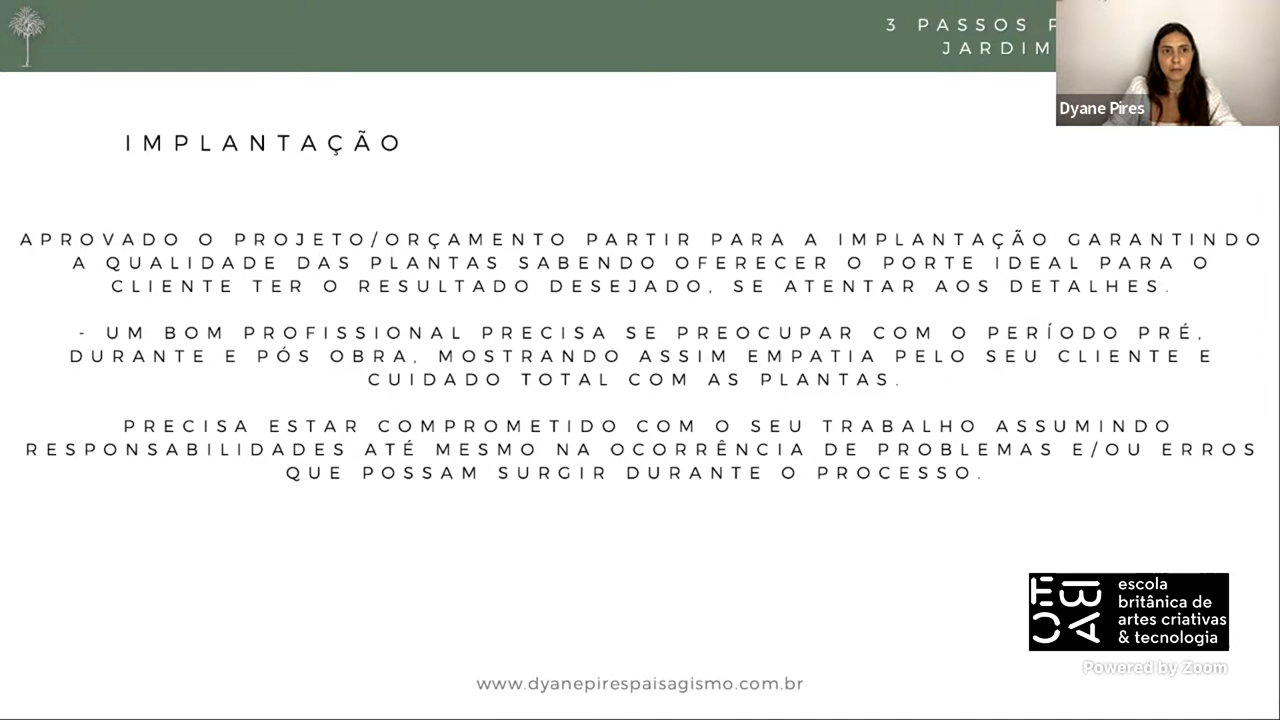 3 PASSOS
JARDIM
Dyane Pires
IMPLANTAÇÃO
APROVADO O PROJETO/ORÇAMENTO PARTIR PARA A IMPLANTAÇÃO GARANTINDO
A QUALIDADE DAS PLANTAS SABENDO OFERECER O PORTE IDEAL PARA O
CLIENTE TER O RESULTADO DESEJADO, SE ATENTAR AOS DETALHES.
- UM BOM PROFISSIONAL PRECISA SE PREOCUPAR COM O PERÍODO PRÉ,
DURANTE E PÓS OBRA, MOSTRANDO ASSIM EMPATIA PELO SEU CLIENTE E
CUIDADO TOTAL COM AS PLANTAS.
PRECISA ESTAR COMPROMETIDO COM O SEU TRABALHO ASSUMINDO
RESPONSABILIDADES ATÉ MESMO NA OCORRÊNCIA DE PROBLEMAS E/OU ERROS
QUE POSSAM SURGIR DURANTE O PROCESSO.
escola
britânica de
artes criativas
& tecnologia
Powered by Zoom
www.dyanepirespaisagismo.com.br